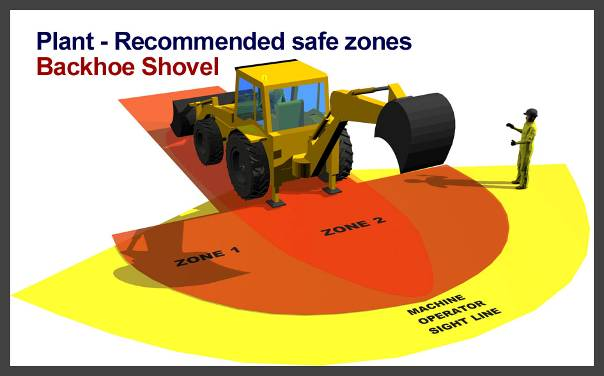 Plant - Recommended safe zones
Backhoe Shovel
ZONE 1
ZONE 2
MACHINE
OPERATOR
SIGHT LINE